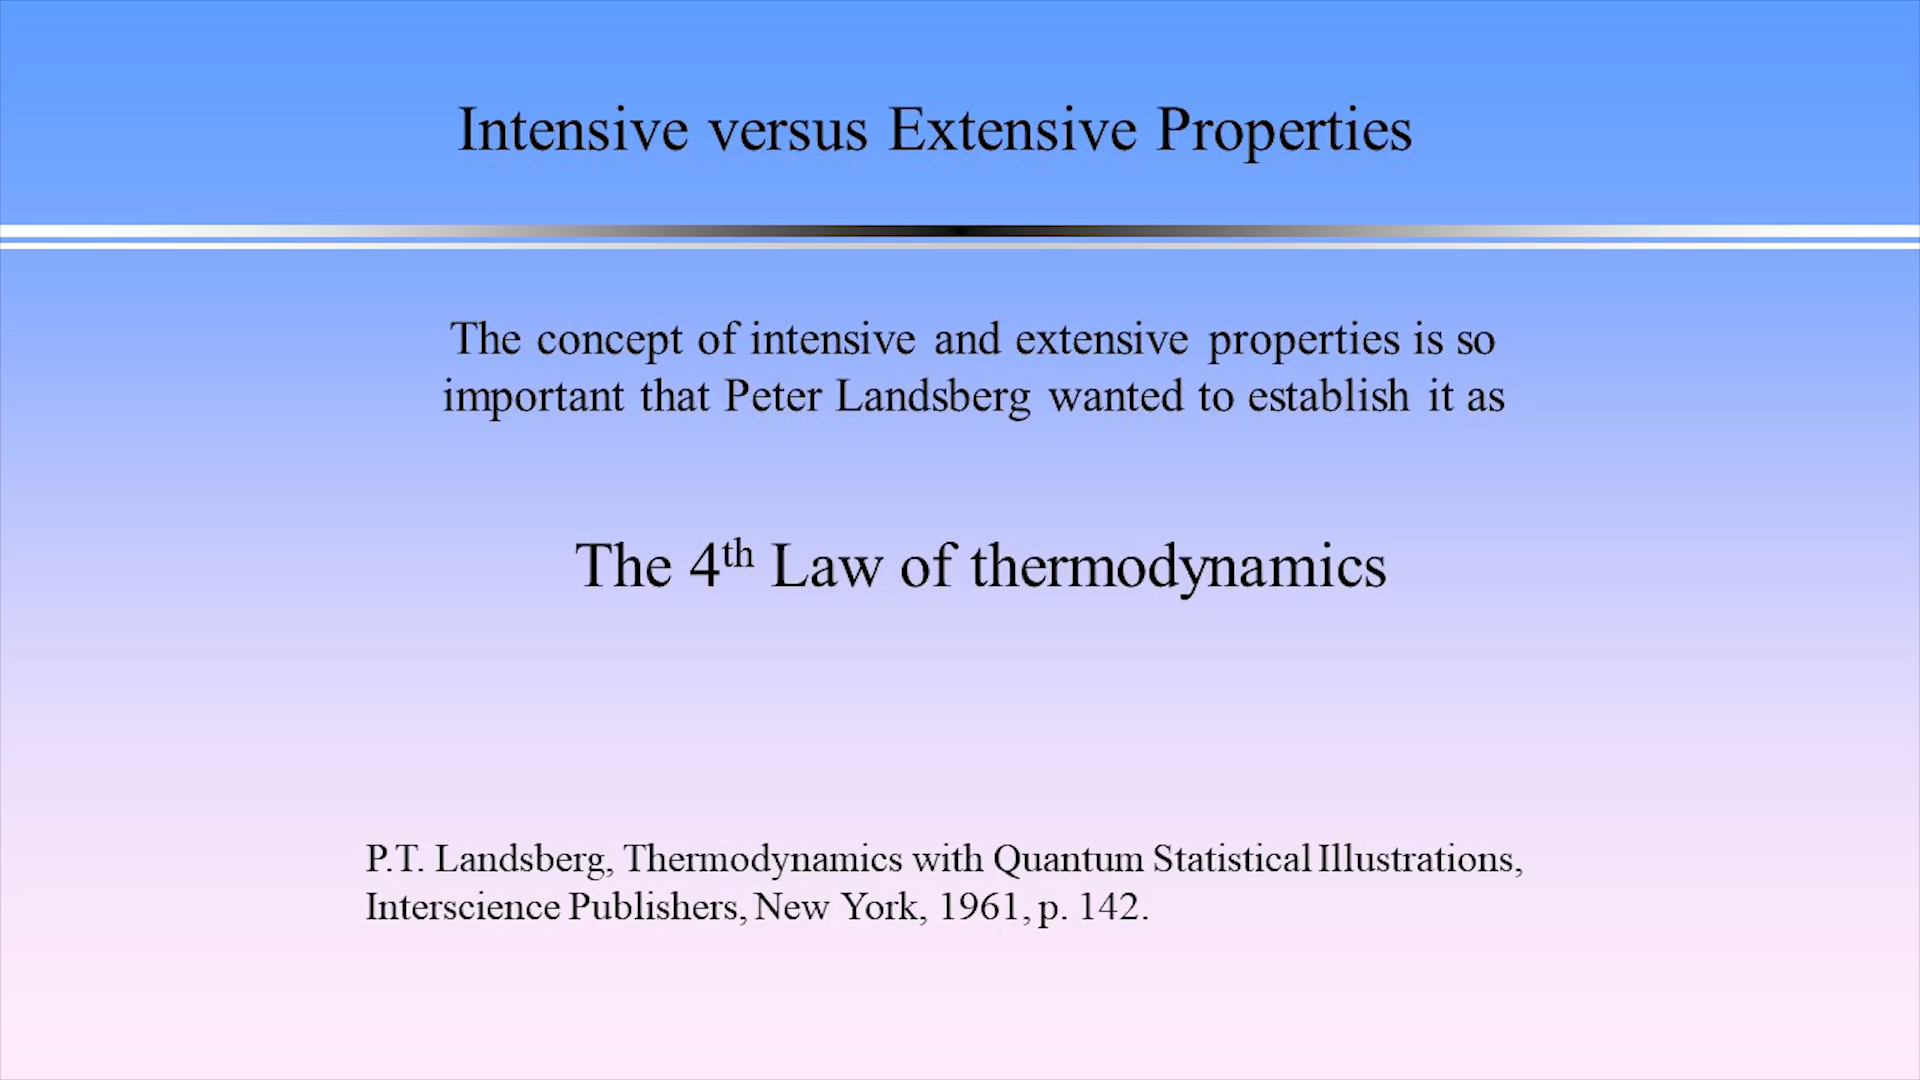 Intensive versus Extensive Properties
The concept of intensive and extensive properties is so
important that Peter Landsberg wanted to establish it as
The 4th Law of thermodynamics
P.T. Landsberg, Thermodynamics with Quantum Statistical Illustrations,
Interscience Publishers, New York, 1961, p. 142.